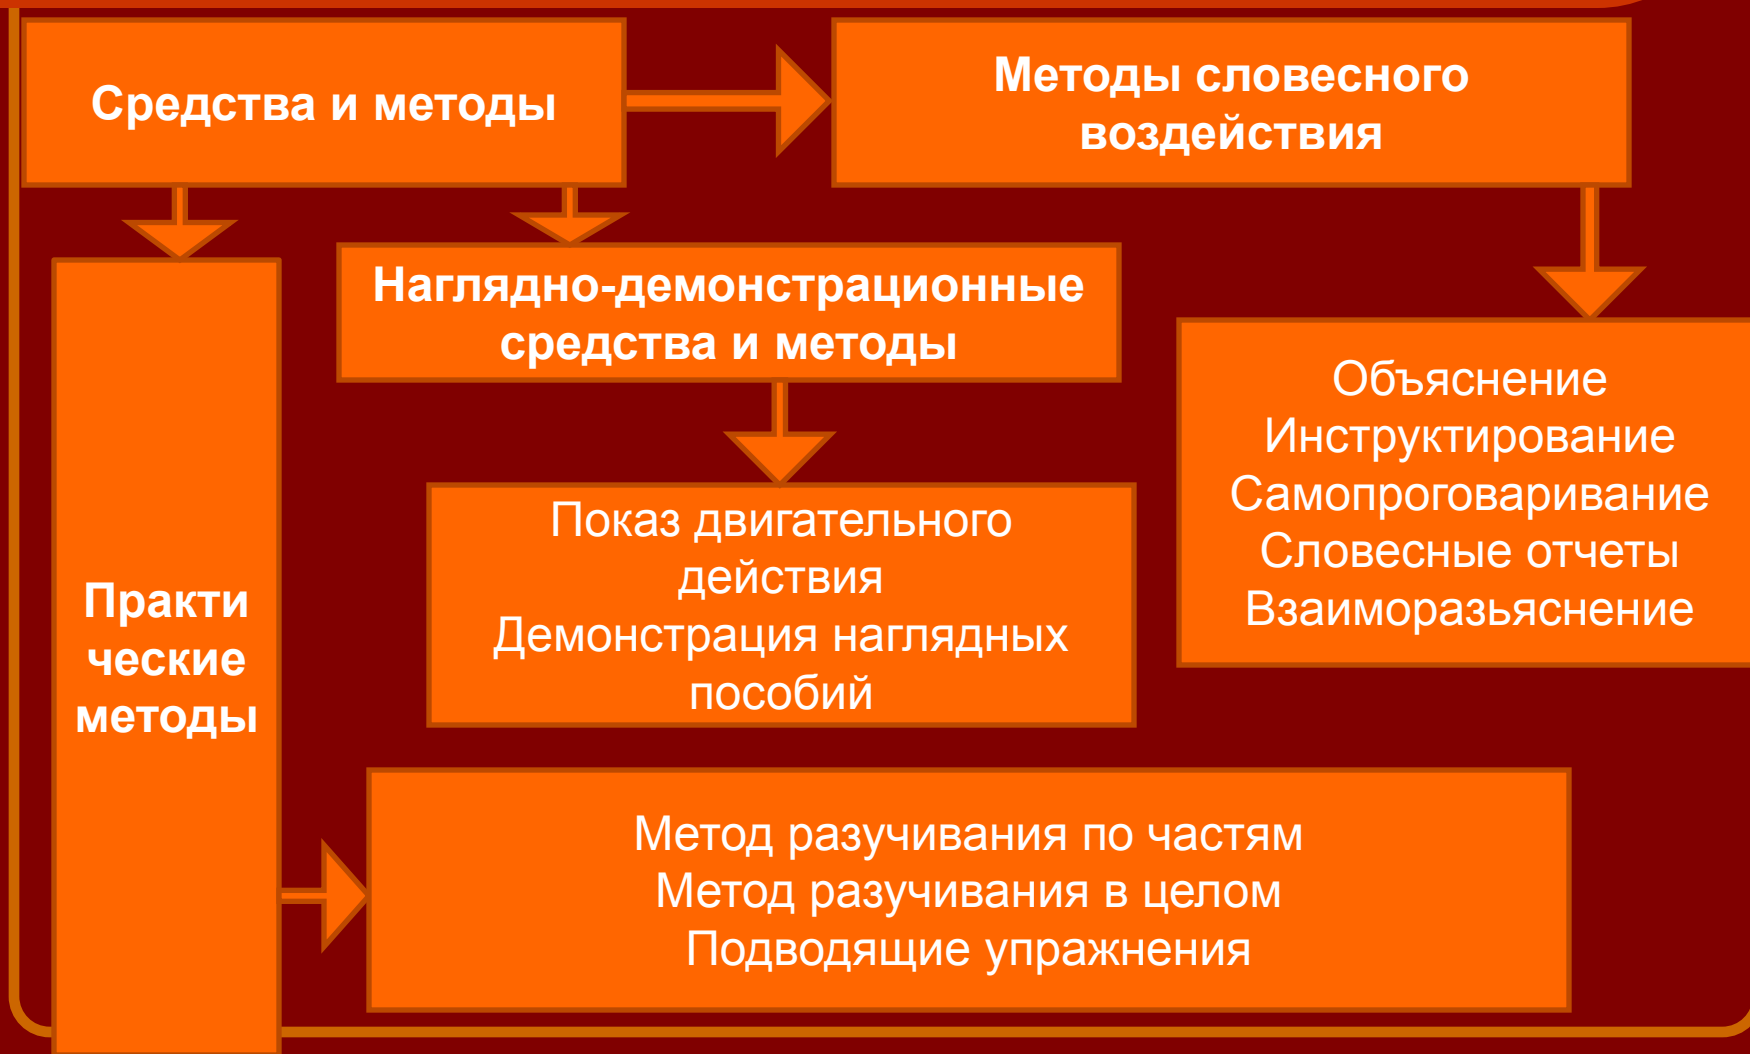 Средства и методы
Методы словесного
воздействия
Наглядно-демонстрационные
средства и методы
Объяснение
Инструктирование
Самопроговаривание
Словесные отчеты
Взаиморазьяснение
Показ двигательного
действия
Демонстрация наглядных
пособий
Практи
ческие
методы
Метод разучивания по частям
Метод разучивания в целом
Подводящие упражнения